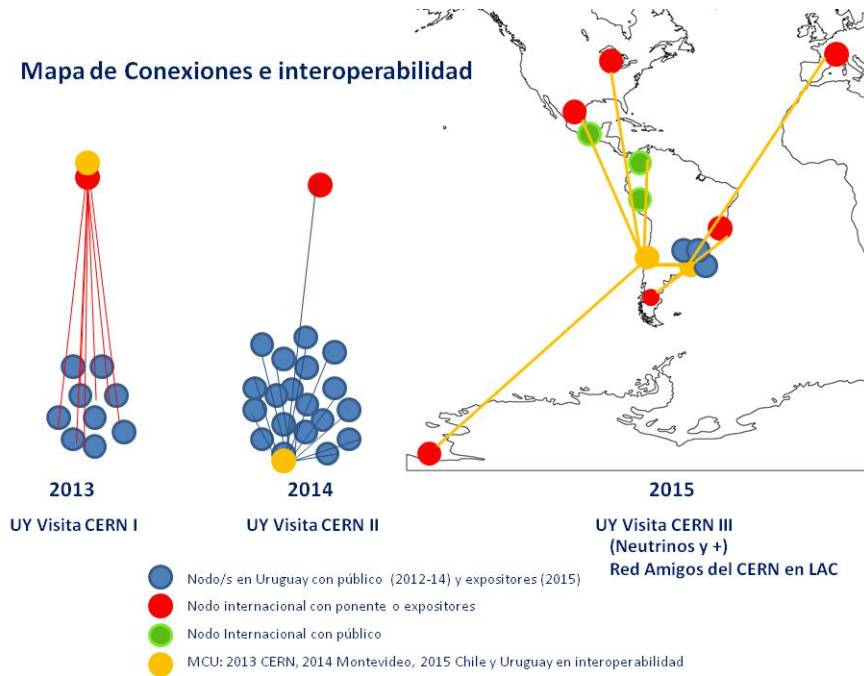 Mapa de Conexiones e interoperabilidad
2013
UY Visita CERN I
2014
UY Visita CERN II
2015
UY Visita CERN III
(Neutrinos y +)
Red Amigos del CERN en LAC
Nodo/s en Uruguay con público (2012-14) y expositores (2015)
Nodo internacional con ponente o expositores
Nodo Internacional con público
MCU: 2013 CERN, 2014 Montevideo, 2015 Chile y Uruguay en interoperabilidad